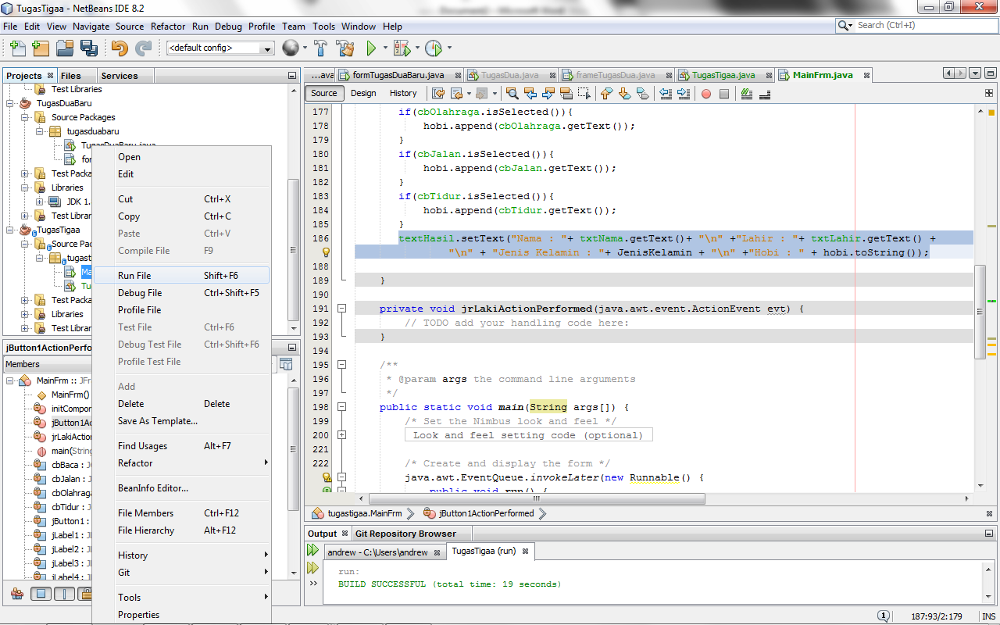 TugasTigaa - NetBeans IDE 8.2
File Edit View Navigate Source Refactor Run Debug Profile Team Tools Window Help
Search (Ctrl+I)
<default config>
Projects Files Services
Test Libraries
TugasDuaBaru
Source Packages
tugasduabaru
TugasDuaBaru.java
for
Test Packa
Libraries
JDK 1.
Test Librar
TugasTigaa
Source Pac
tugasti
Ma
Tu
Test Packa
Libraries
Test Librar
Open
Edit
Cut Ctrl+X
Copy Ctrl+C
Paste Ctrl+V
Compile File F9
Run File Shift+F6
Debug File Ctrl+Shift+F5
Profile File
Test File Ctrl+F6
Debug Test File Ctrl+Shift+F6
Profile Test File
Add
Delete Delete
Save As Template...
Find Usages Alt+F7
Refactor
BeanInfo Editor...
File Members Ctrl+F12
File Hierarchy Alt+F12
History
Git
Tools
Properties
jButton1ActionPerfo
Members
MainFrm :: JFr
MainFrm()
initCompor
jButton1Ac
jrLakiAction
main(String
cbBaca : J
cbJalan : J
cbOlahraga
cbTidur : J
jButton1 :
jLabel1 : J
jLabel2 : J
jLabel3 : J
jLabel4 : J
...ava formTugasDuaBaru.java TugasDua.java frameTugasDua.java TugasTigaa.java MainFrm.java
Source Design History
177 if(cbOlahraga.isSelected()){
178 hobi.append(cbOlahraga.getText());
179 }
180 if(cbJalan.isSelected()){
181 hobi.append(cbJalan.getText());
182 }
183 if(cbTidur.isSelected()){
184 hobi.append(cbTidur.getText());
185 }
186 textHasil.setText("Nama : "+ txtNama.getText()+ "\n" +"Lahir : "+ txtLahir.getText() +
"\n" + "Jenis Kelamin : "+ JenisKelamin + "\n" +"Hobi : " + hobi.toString());
188
189 }
190
191 private void jrLakiActionPerformed(java.awt.event.ActionEvent evt) {
192 // TODO add your handling code here:
193 }
194
195 /**
196 * @param args the command line arguments
197 */
198 public static void main(String args[]) {
199 /* Set the Nimbus look and feel */
200 Look and feel setting code (optional)
221
222 /* Create and display the form */
java.awt.EventQueue.invokeLater(new Runnable() {
public void run() {
tugastigaa.MainFrm jButton1ActionPerformed
Output Git Repository Browser
andrew - C:\Users\andrew TugasTigaa (run)
run:
BUILD SUCCESSFUL (total time: 19 seconds)
187:93/2:179 INS